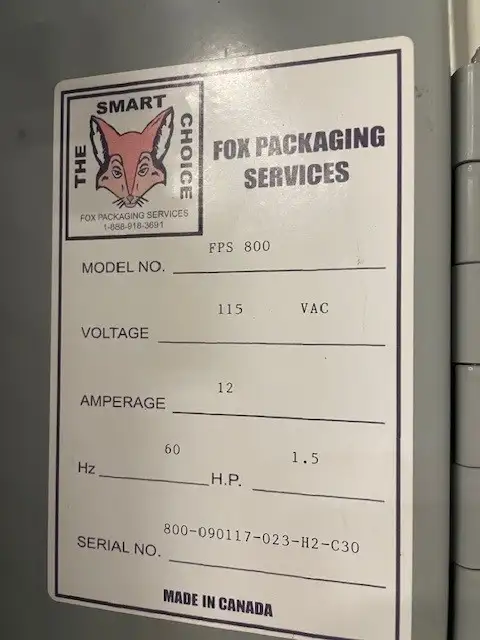 THE SMART CHOICE
FOX PACKAGING SERVICES
1-888-918-3691
FOX PACKAGING
SERVICES
MODEL NO. FPS 800
VOLTAGE 115 VAC
AMPERAGE 12
Hz 60 H.P. 1.5
SERIAL NO. 800-090117-023-H2-C30
MADE IN CANADA